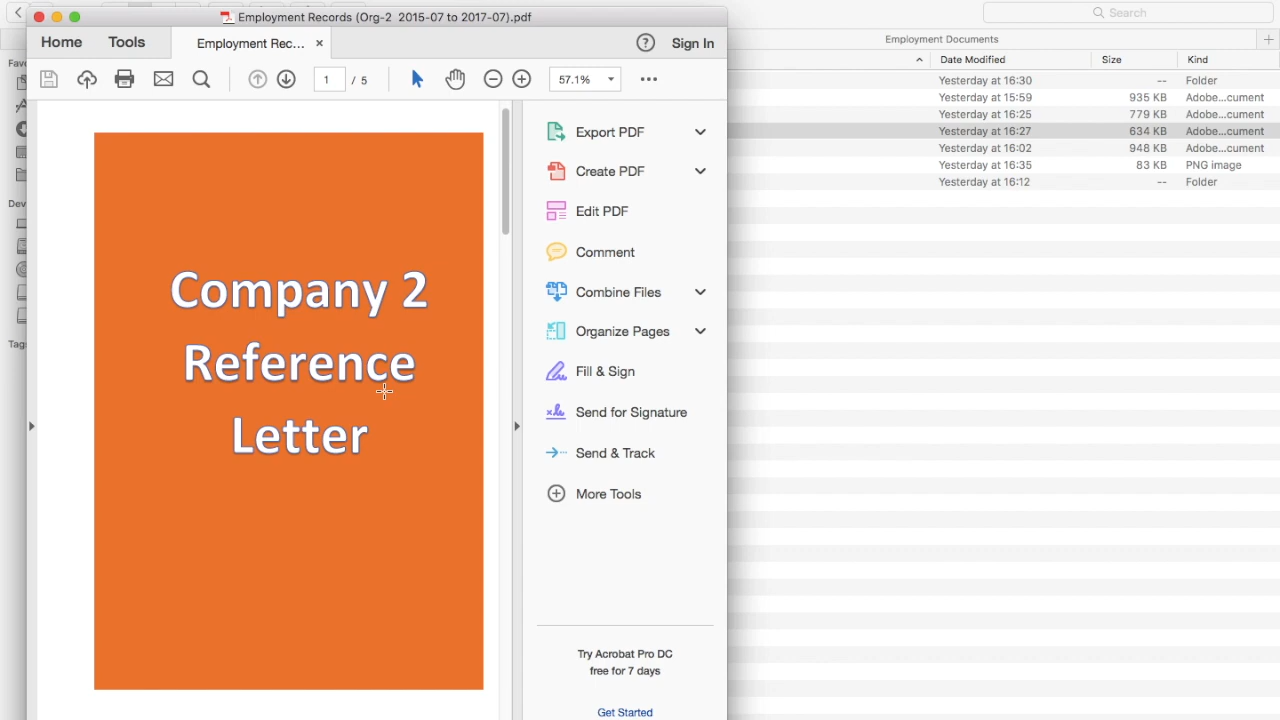 Employment Records (Org-2  2015-07 to 2017-07).pdf
Search
Home
Tools
Employment Rec...
×
?
Sign In
Employment Documents
+
Date Modified
Size
Kind
1
/ 5
57.1%
Yesterday at 16:30
--
Folder
Yesterday at 15:59
935 KB
Adobe...cument
Yesterday at 16:25
779 KB
Adobe...cument
Yesterday at 16:27
634 KB
Adobe...cument
Yesterday at 16:02
948 KB
Adobe...cument
Yesterday at 16:35
83 KB
PNG image
Yesterday at 16:12
--
Folder
Fav
Dev
Tags
Company 2
Reference
Letter
Export PDF
Create PDF
Edit PDF
Comment
Combine Files
Organize Pages
Fill & Sign
Send for Signature
Send & Track
More Tools
Try Acrobat Pro DC
free for 7 days
Get Started